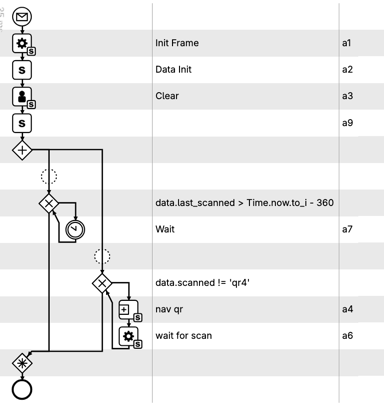 Init Frame a1
s
s Data Init a2
Clear a3
s
s a9
data.last_scanned > Time.now.to_i - 360
Wait a7
data.scanned != 'qr4'
nav qr a4
s
wait for scan a6
s